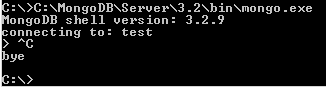 C:\>C:\MongoDB\Server\3.2\bin\mongo.exe
MongoDB shell version: 3.2.9
connecting to: test
> ^C
bye
C:\>